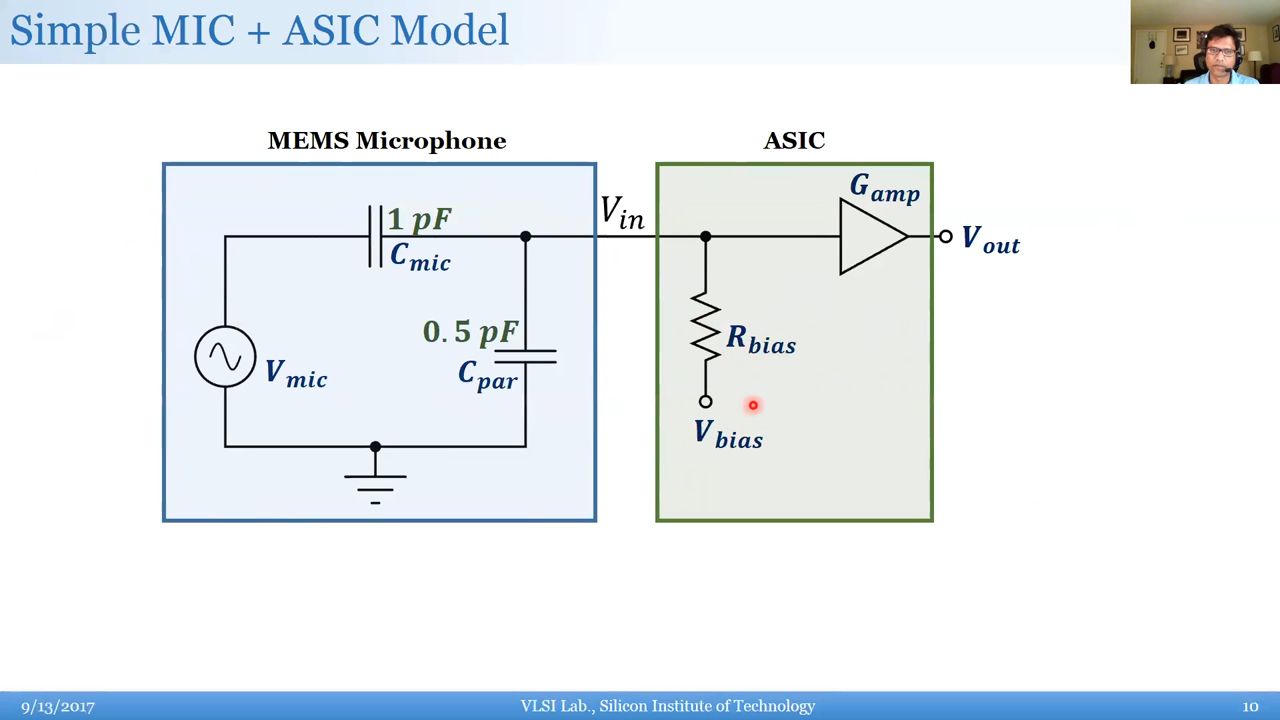 Simple MIC + ASIC Model
MEMS Microphone
ASIC
1 pF
C_mic
V_in
G_amp
V_out
0.5 pF
C_par
V_mic
R_bias
V_bias
9/13/2017
VLSI Lab., Silicon Institute of Technology
10